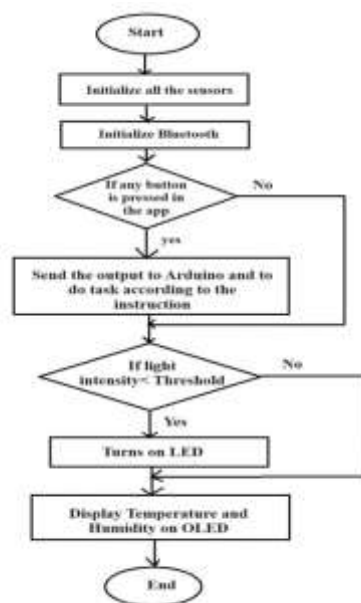 Start
Initialize all the sensors
Initialize Bluetooth
If any button
is pressed in
the app
No
yes
Send the output to Arduino and to
do task according to the
instruction
If light
intensity< Threshold
No
Yes
Turns on LED
Display Temperature and
Humidity on OLED
End